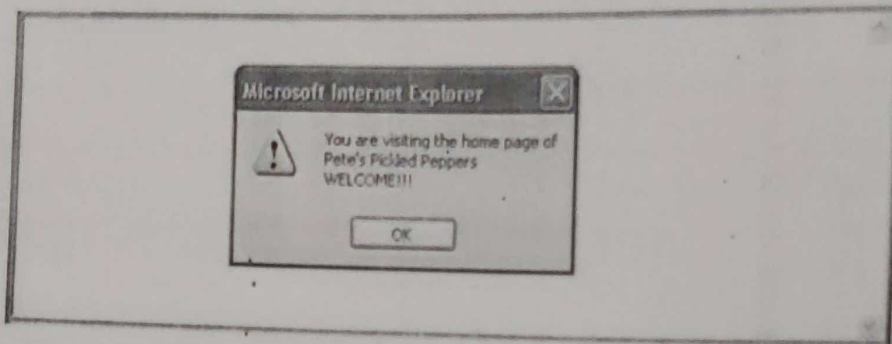 Microsoft Internet Explorer
You are visiting the home page of
Pete's Pickled Peppers
WELCOME!!!
OK